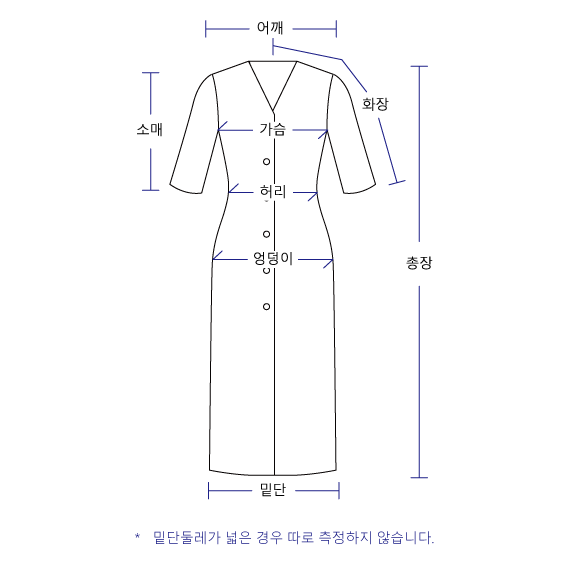 어깨
화장
소매
가슴
허리
엉덩이
총장
밑단
* 밑단둘레가 넓은 경우 따로 측정하지 않습니다.